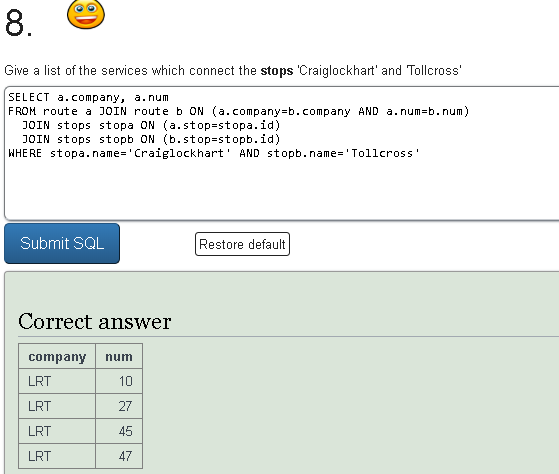 8.
Give a list of the services which connect the stops 'Craiglockhart' and 'Tollcross'
SELECT a.company, a.num
FROM route a JOIN route b ON (a.company=b.company AND a.num=b.num)
JOIN stops stopa ON (a.stop=stopa.id)
JOIN stops stopb ON (b.stop=stopb.id)
WHERE stopa.name='Craiglockhart' AND stopb.name='Tollcross'
Submit SQL Restore default
Correct answer
company num
LRT 10
LRT 27
LRT 45
LRT 47